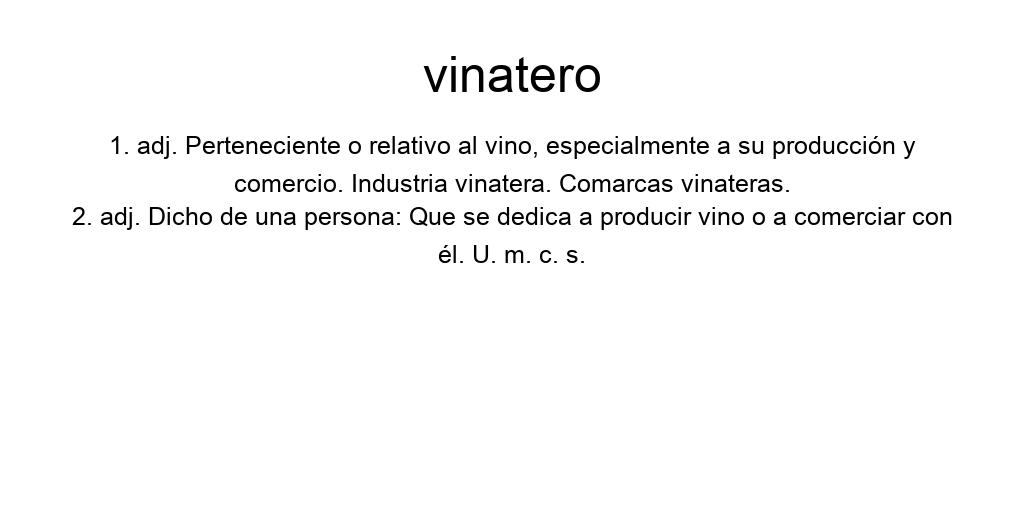 vinatero
1. adj. Perteneciente o relativo al vino, especialmente a su producción y
comercio. Industria vinatera. Comarcas vinateras.
2. adj. Dicho de una persona: Que se dedica a producir vino o a comerciar con
él. U. m. c. s.